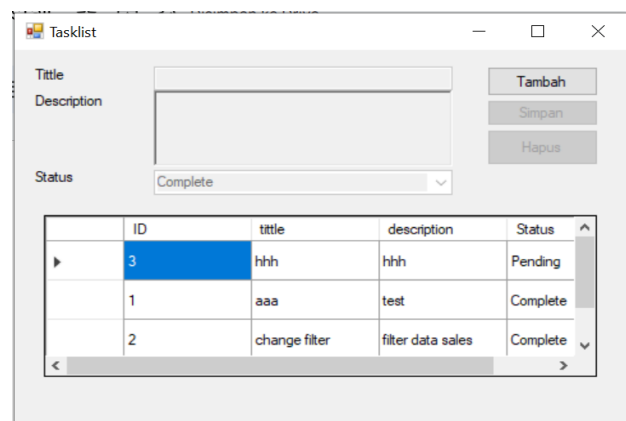 Tasklist
Tittle
Tambah
Description
Simpan
Hapus
Status
Complete
ID tittle description Status
3 hhh hhh Pending
1 aaa test Complete
2 change filter filter data sales Complete